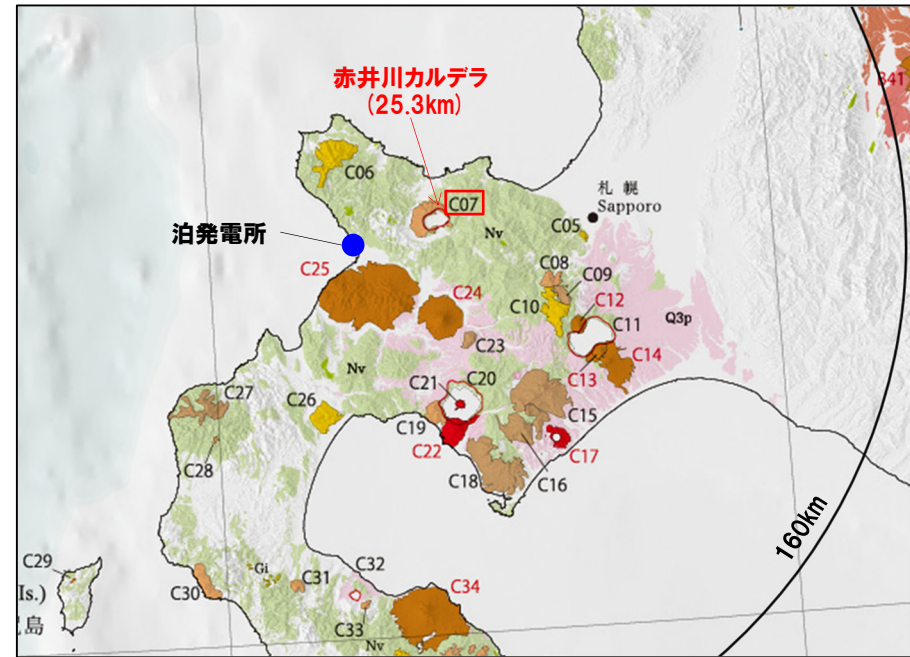 赤井川カルデラ
(25.3km)
B41
C06
C07
札 幌
Sapporo
泊発電所
Nv
C05
C25
C24
C08
C09
C10
C12
C11
Q3p
C23
C14
C13
Nv
C21
C20
C27
C26
C19
C15
C22
C17
C28
C18
C16
160km
C29
Is.)
島
Gi
C32
C31
C30
C34
C33
Nv